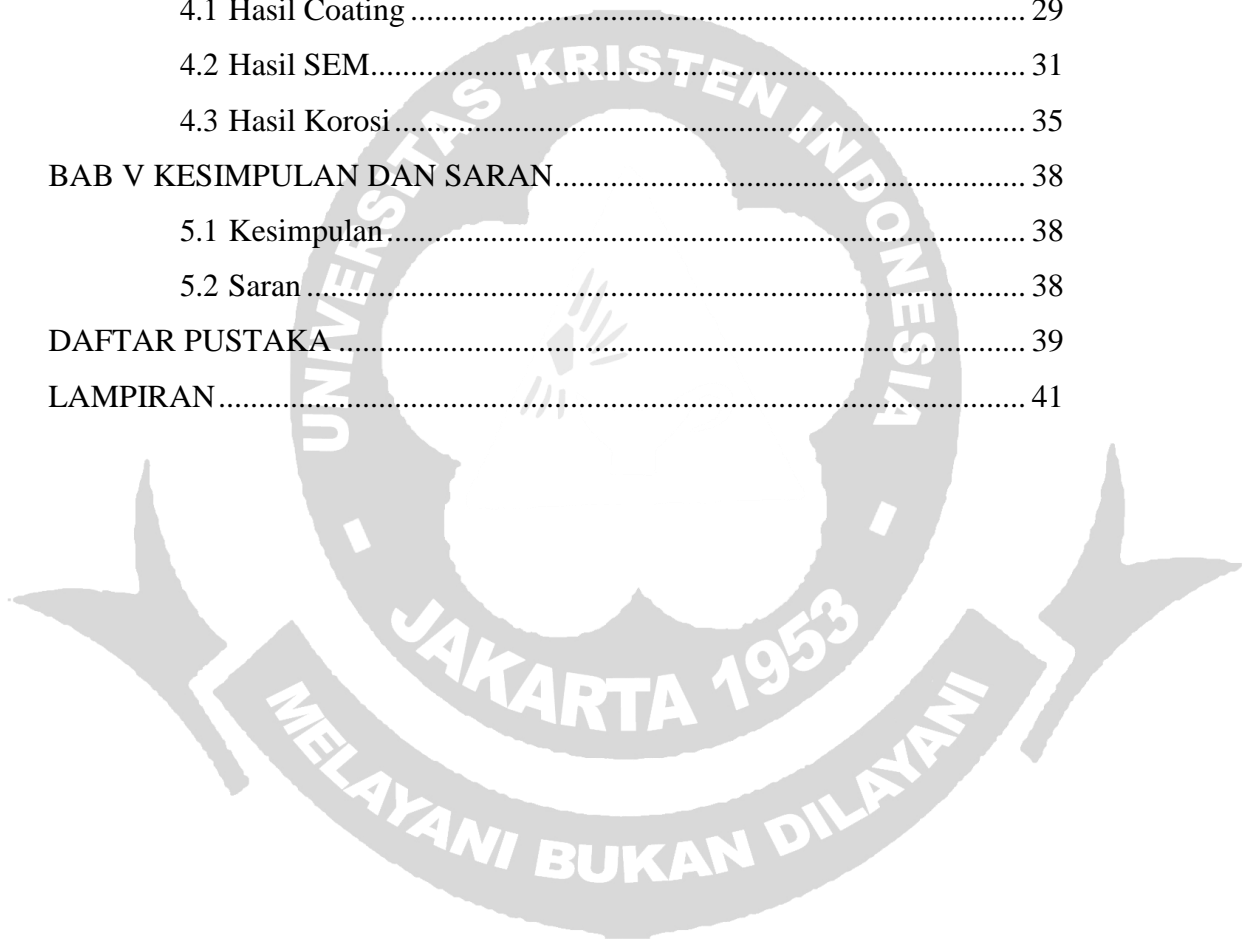 4.1 Hasil Coating ............................................................................... 29
4.2 Hasil SEM.................................................................................... 31
4.3 Hasil Korosi................................................................................. 35
BAB V KESIMPULAN DAN SARAN............................................................ 38
5.1 Kesimpulan.................................................................................. 38
5.2 Saran ............................................................................................ 38
DAFTAR PUSTAKA ........................................................................................ 39
LAMPIRAN...................................................................................................... 41
UNIVERSITAS KRISTEN INDONESIA
JAKARTA 1953
MELAYANI BUKAN DILAYANI